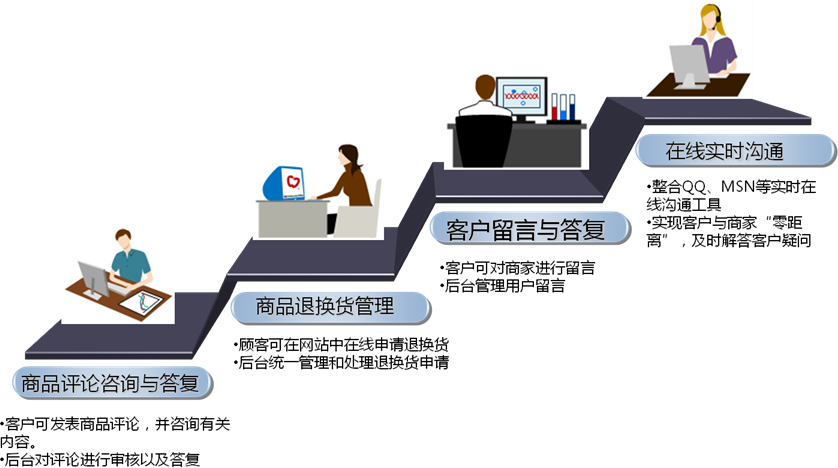 商品评论咨询与答复
•客户可发表商品评论，并咨询有关
内容。
•后台对评论进行审核以及答复
商品退换货管理
•顾客可在网站中在线申请退换货
•后台统一管理和处理退换货申请
客户留言与答复
•客户可对商家进行留言
•后台管理用户留言
在线实时沟通
•整合QQ、MSN等实时在
线沟通工具
•实现客户与商家“零距
离”，及时解答客户疑问